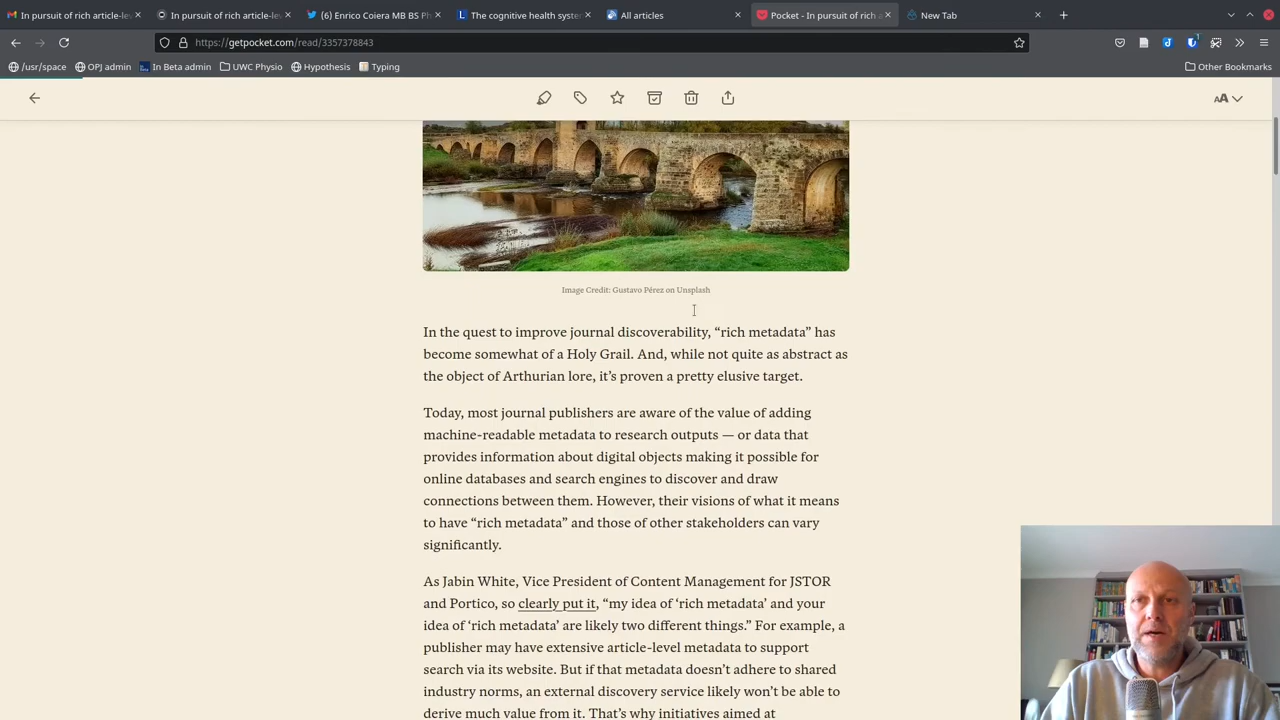 In pursuit of rich article-lev
In pursuit of rich article-lev
(6) Enrico Coiera MB BS Ph
The cognitive health syste
All articles
Pocket - In pursuit of rich a
New Tab
https://getpocket.com/read/3357378843
/usr/space
OPJ admin
In Beta admin
UWC Physio
Hypothesis
Typing
Other Bookmarks
AA
Image Credit: Gustavo Pérez on Unsplash
In the quest to improve journal discoverability, “rich metadata” has
become somewhat of a Holy Grail. And, while not quite as abstract as
the object of Arthurian lore, it’s proven a pretty elusive target.
Today, most journal publishers are aware of the value of adding
machine-readable metadata to research outputs — or data that
provides information about digital objects making it possible for
online databases and search engines to discover and draw
connections between them. However, their visions of what it means
to have “rich metadata” and those of other stakeholders can vary
significantly.
As Jabin White, Vice President of Content Management for JSTOR
and Portico, so clearly put it, “my idea of ‘rich metadata’ and your
idea of ‘rich metadata’ are likely two different things.” For example, a
publisher may have extensive article-level metadata to support
search via its website. But if that metadata doesn’t adhere to shared
industry norms, an external discovery service likely won’t be able to
derive much value from it. That’s why initiatives aimed at